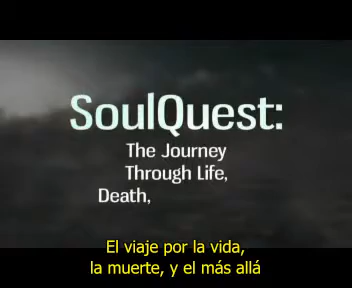 SoulQuest:
The Journey
Through Life,
Death,
El viaje por la vida,
la muerte, y el más allá